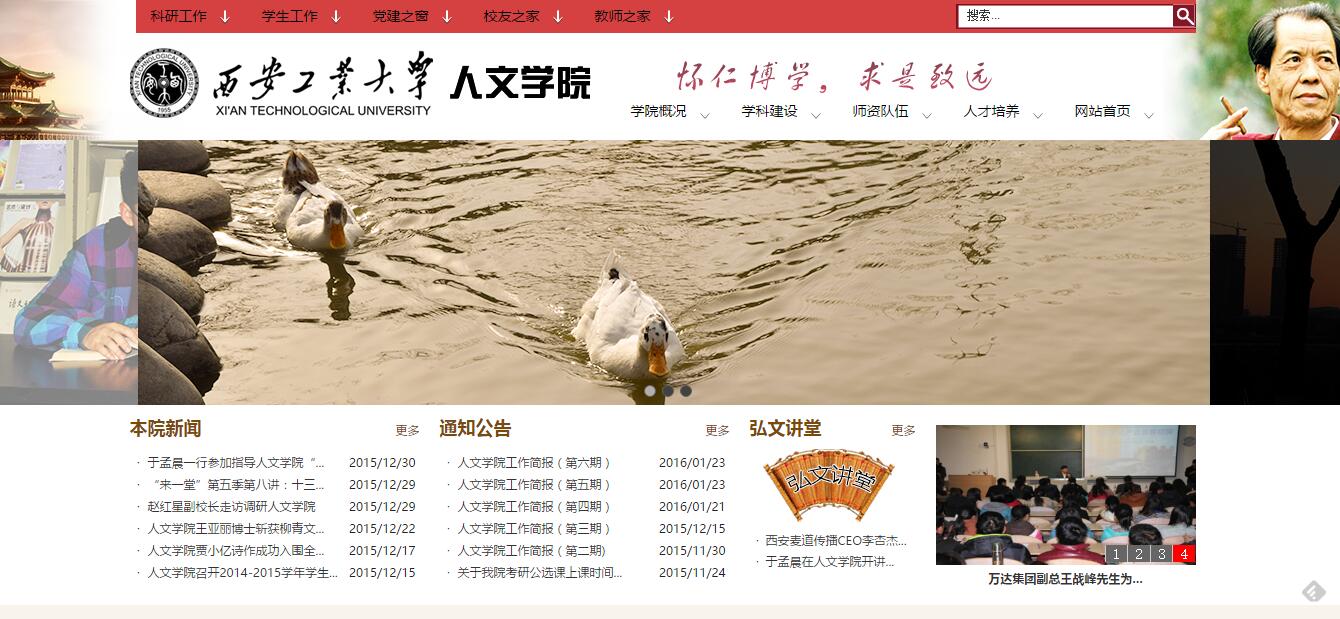 科研工作 学生工作 党建之窗 校友之家 教师之家 搜索...
西安工业大学 人文学院 怀仁博学，求是致远
XI'AN TECHNOLOGICAL UNIVERSITY
学院概况 学科建设 师资队伍 人才培养 网站首页
本院新闻 更多
· 于孟晨一行参加指导人文学院“... 2015/12/30
· “来一堂”第五季第八讲：十三... 2015/12/29
· 赵红星副校长走访调研人文学院 2015/12/29
· 人文学院王亚丽博士斩获柳青文... 2015/12/22
· 人文学院贾小亿诗作成功入围全... 2015/12/17
· 人文学院召开2014-2015学年学生... 2015/12/15
通知公告 更多
· 人文学院工作简报（第六期） 2016/01/23
· 人文学院工作简报（第五期） 2016/01/23
· 人文学院工作简报（第四期） 2016/01/21
· 人文学院工作简报（第三期） 2015/12/15
· 人文学院工作简报（第二期) 2015/11/30
· 关于我院考研公选课上课时间... 2015/11/24
弘文讲堂 更多
弘文讲堂
· 西安麦道传播CEO李杏杰...
· 于孟晨在人文学院开讲...
1 2 3 4
万达集团副总王战峰先生为...